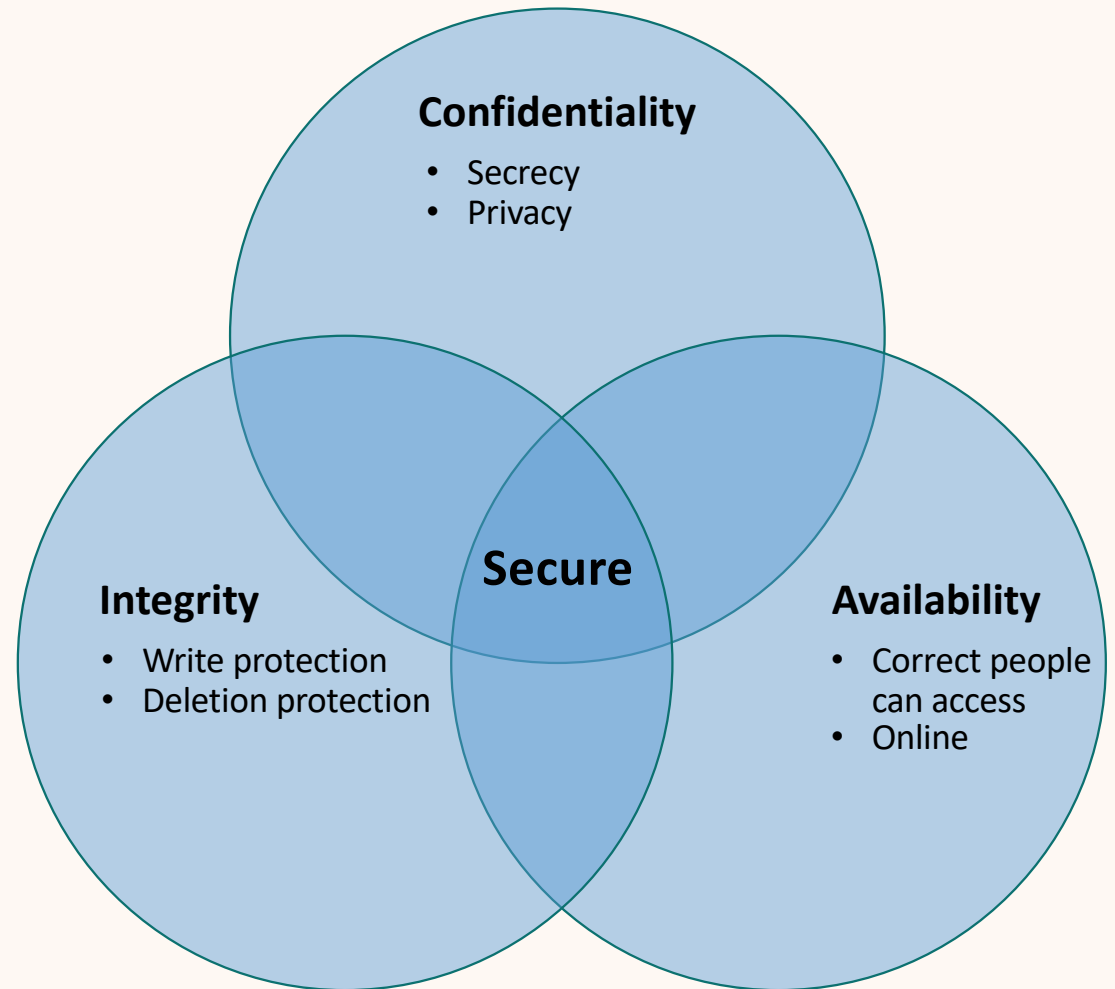 Confidentiality
• Secrecy
• Privacy
Secure
Integrity
• Write protection
• Deletion protection
Availability
• Correct people
can access
• Online